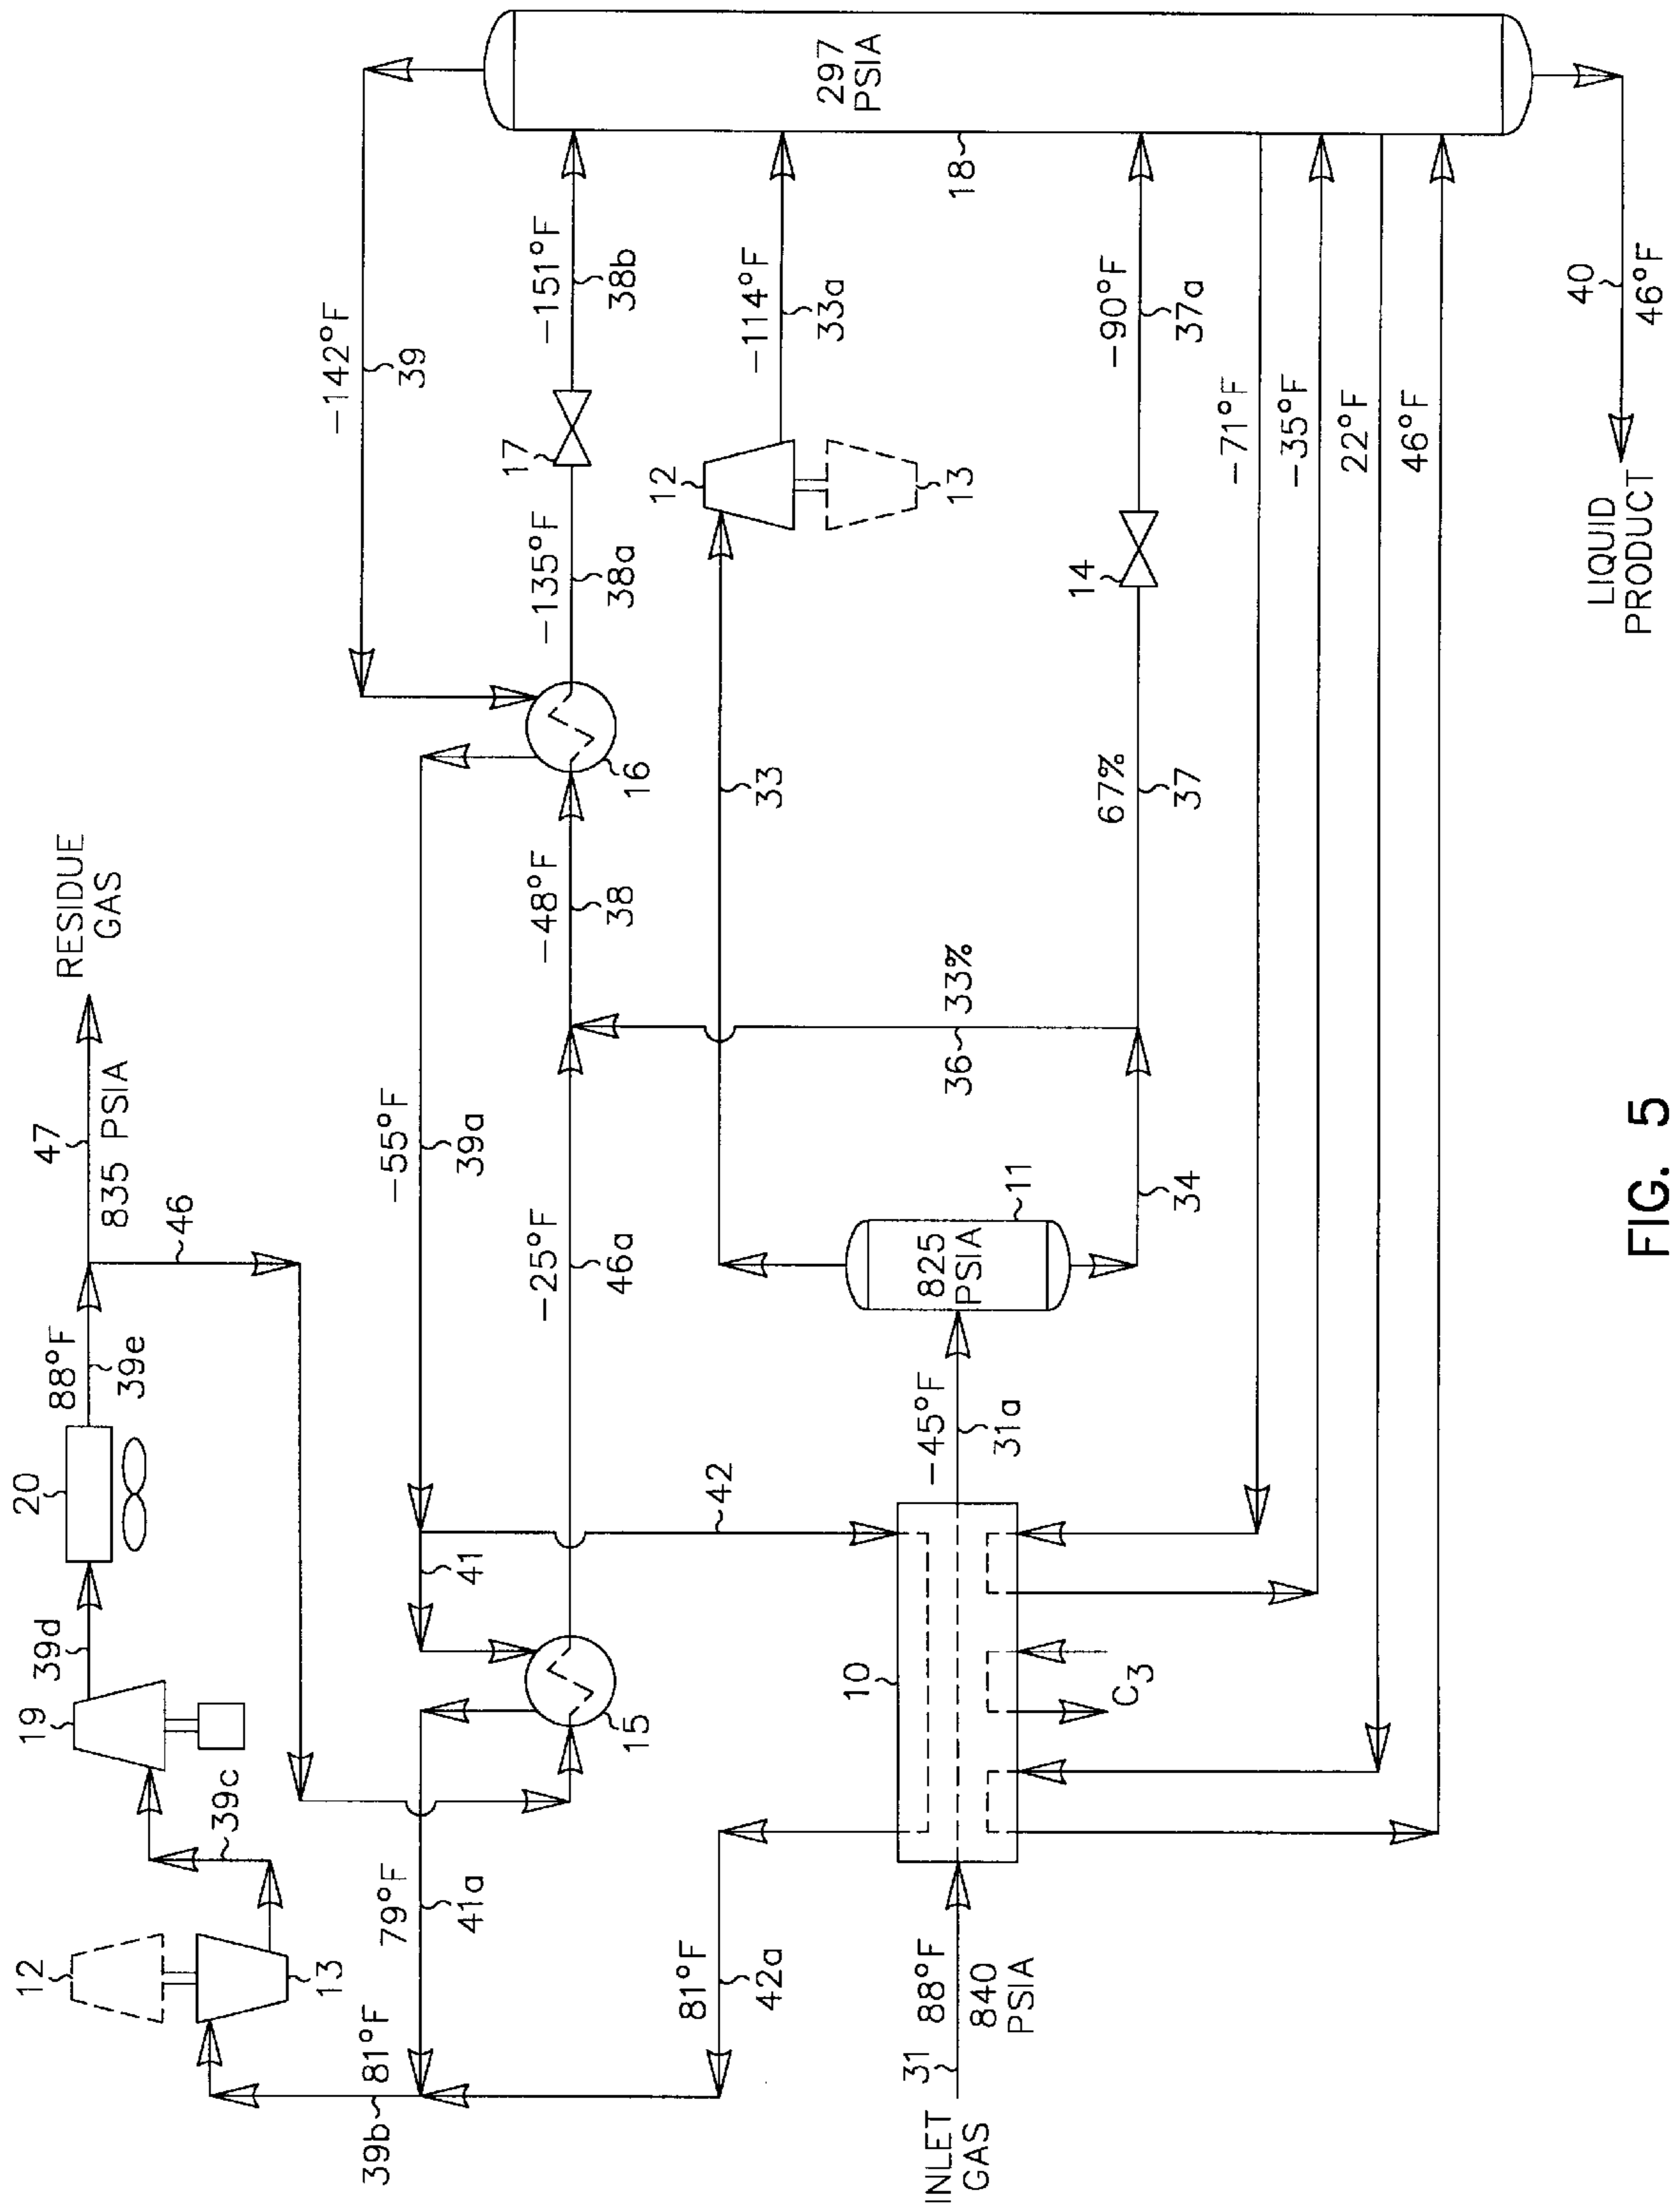 12
13
39b
81°F
39c
19
39d
20
88°F
39e
46
47
835 PSIA
RESIDUE
GAS
79°F
41a
41
-55°F
39a
-142°F
39
15
-25°F
46a
-48°F
38
16
-135°F
38a
17
-151°F
38b
81°F
42a
42
33
12
13
-114°F
33a
INLET
GAS
31
88°F
840
PSIA
10
C3
-45°F
31a
825
PSIA
11
34
36
33%
67%
37
14
-90°F
37a
18
297
PSIA
-71°F
-35°F
22°F
46°F
LIQUID
PRODUCT
40
46°F
FIG. 5